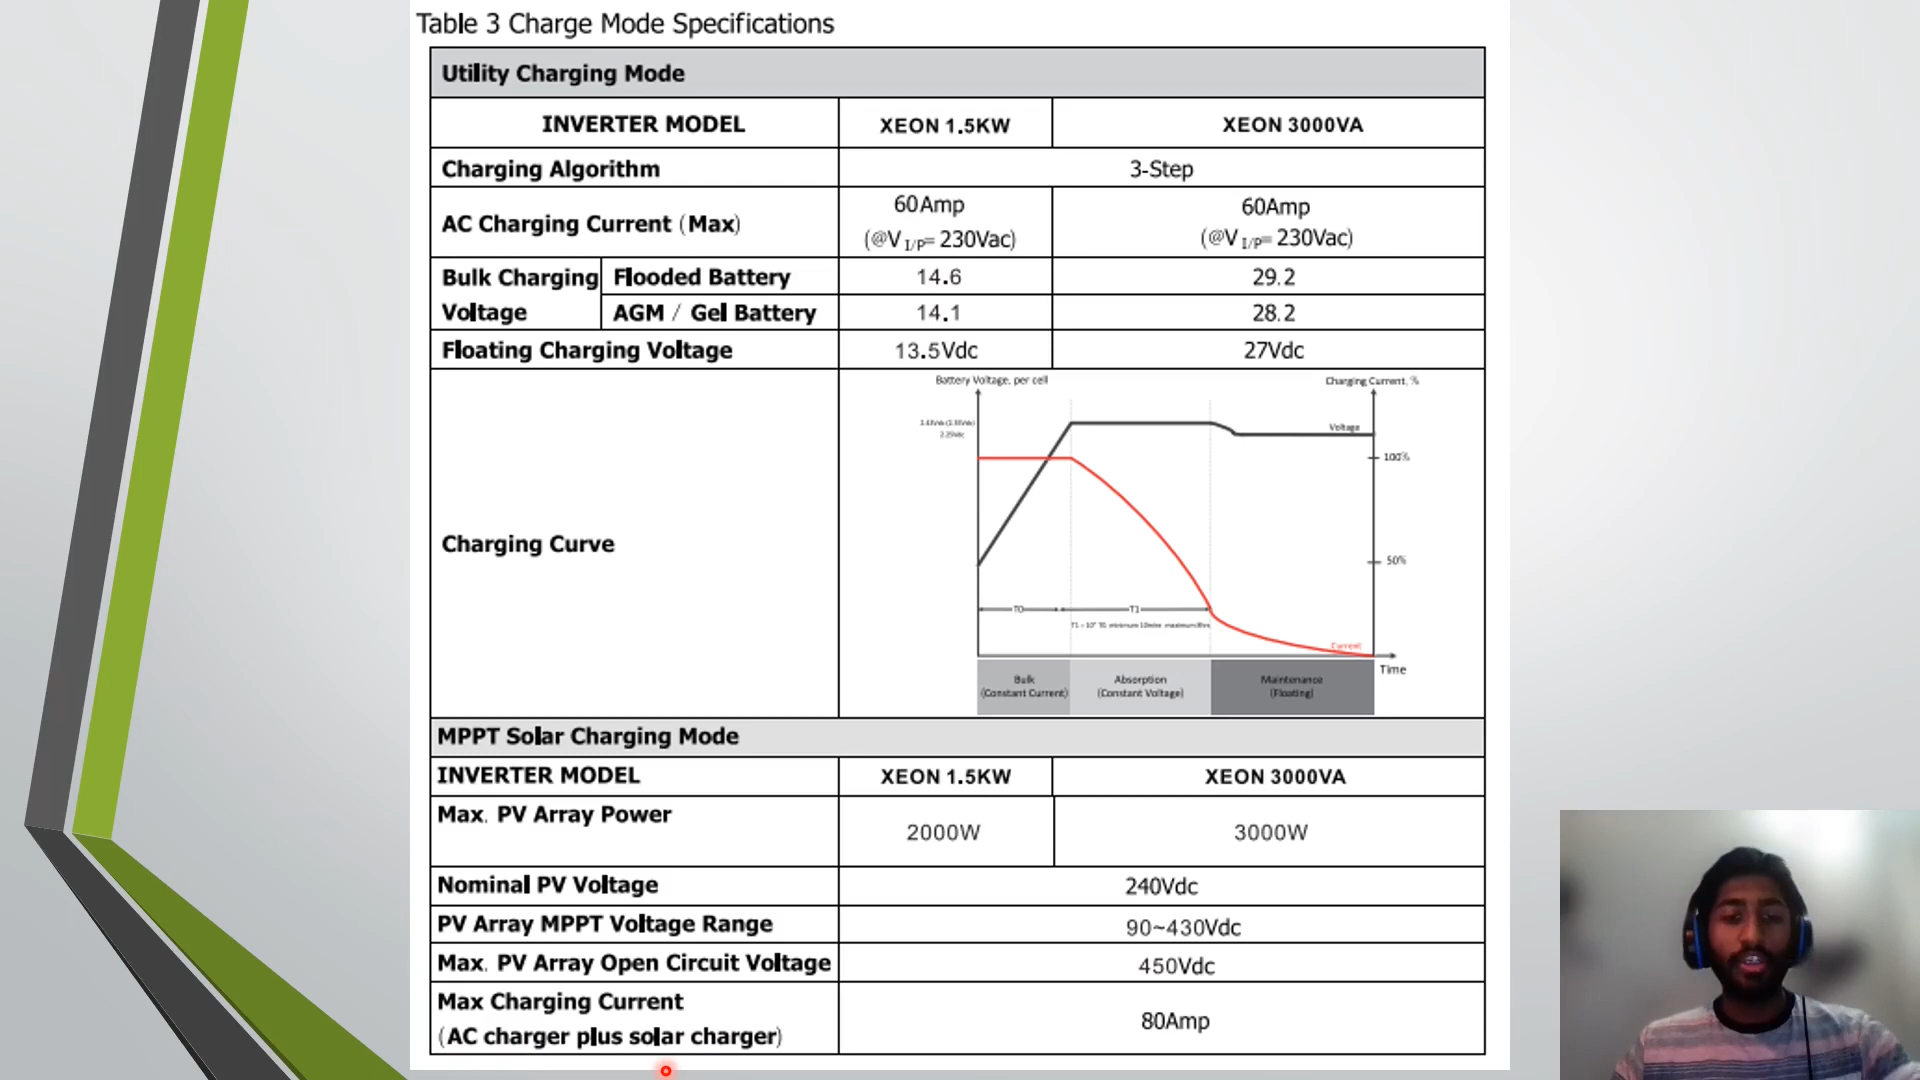 Table 3 Charge Mode Specifications
Utility Charging Mode
INVERTER MODEL XEON 1.5KW XEON 3000VA
Charging Algorithm 3-Step
AC Charging Current (Max) 60Amp (@V I/P= 230Vac) 60Amp (@V I/P= 230Vac)
Bulk Charging Voltage
Flooded Battery 14.6 29.2
AGM / Gel Battery 14.1 28.2
Floating Charging Voltage 13.5Vdc 27Vdc
Charging Curve
Battery Voltage, per cell
Charging Current, %
2.25Vdc
Voltage
100%
50%
T0
T1
Current
Time
Bulk
(Constant Current)
Absorption
(Constant Voltage)
Maintenance
(Floating)
MPPT Solar Charging Mode
INVERTER MODEL XEON 1.5KW XEON 3000VA
Max. PV Array Power 2000W 3000W
Nominal PV Voltage 240Vdc
PV Array MPPT Voltage Range 90~430Vdc
Max. PV Array Open Circuit Voltage 450Vdc
Max Charging Current
(AC charger plus solar charger) 80Amp